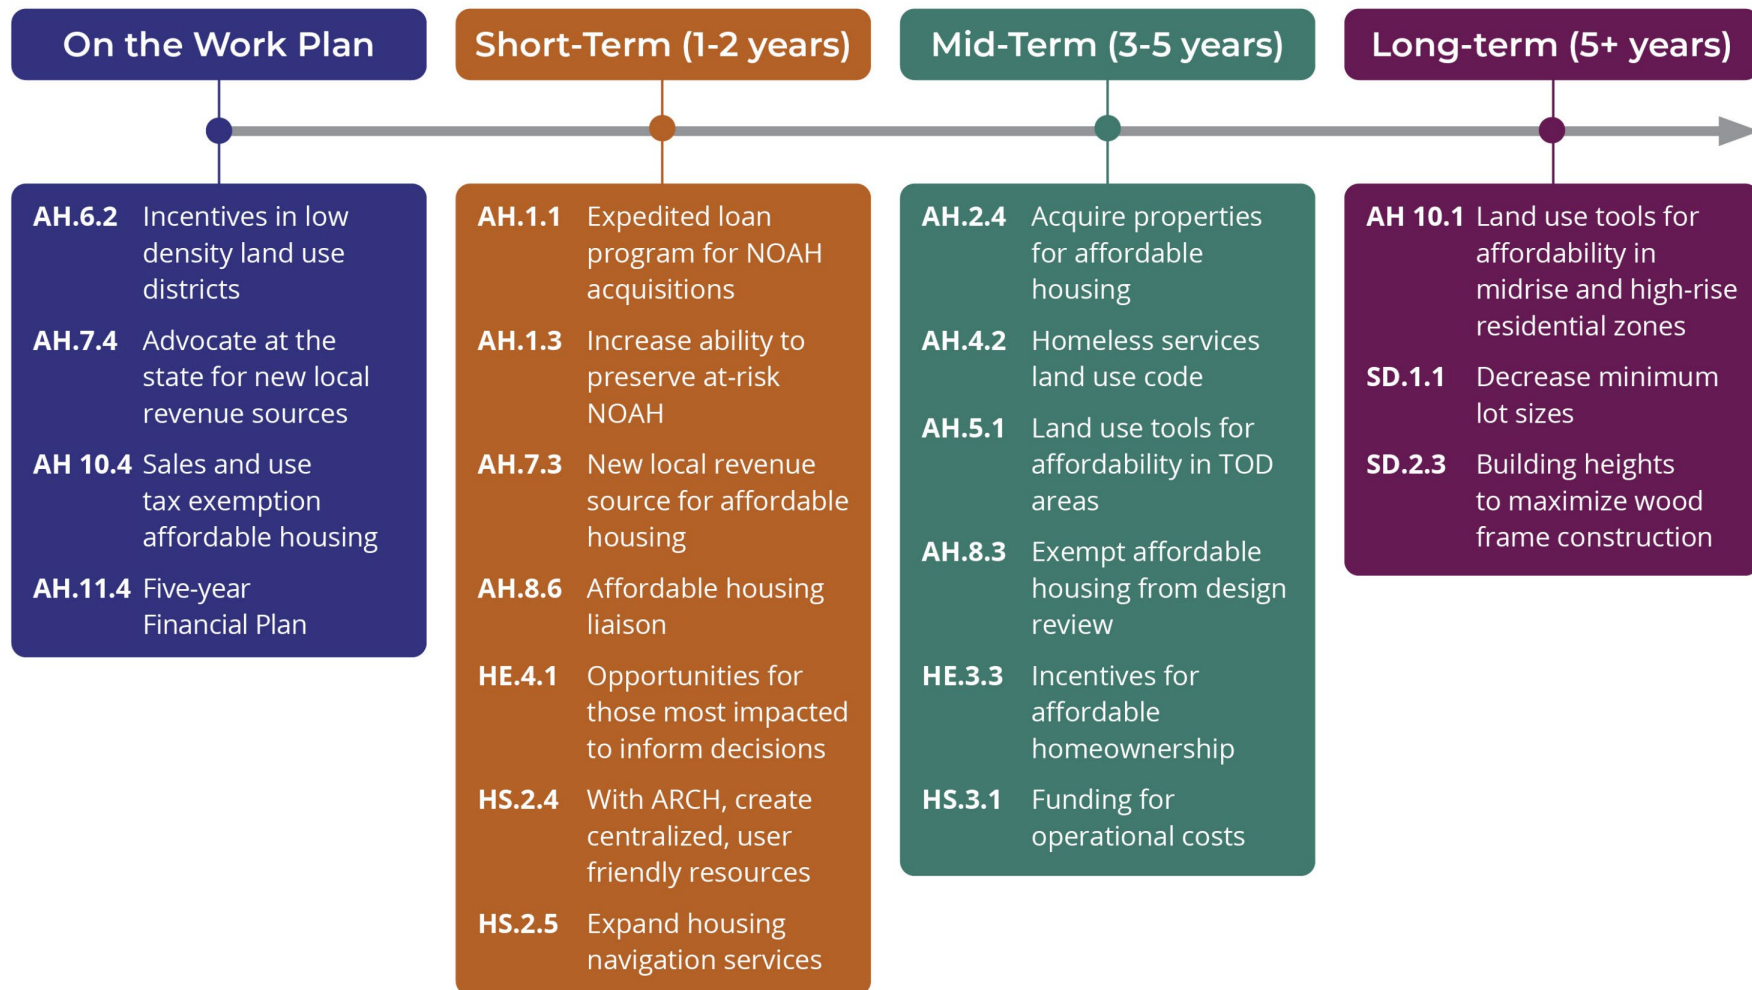 On the Work Plan
AH.6.2 Incentives in low
density land use
districts
AH.7.4 Advocate at the
state for new local
revenue sources
AH 10.4 Sales and use
tax exemption
affordable housing
AH.11.4 Five-year
Financial Plan
Short-Term (1-2 years)
AH.1.1 Expedited loan
program for NOAH
acquisitions
AH.1.3 Increase ability to
preserve at-risk
NOAH
AH.7.3 New local revenue
source for affordable
housing
AH.8.6 Affordable housing
liaison
HE.4.1 Opportunities for
those most impacted
to inform decisions
HS.2.4 With ARCH, create
centralized, user
friendly resources
HS.2.5 Expand housing
navigation services
Mid-Term (3-5 years)
AH.2.4 Acquire properties
for affordable
housing
AH.4.2 Homeless services
land use code
AH.5.1 Land use tools for
affordability in TOD
areas
AH.8.3 Exempt affordable
housing from design
review
HE.3.3 Incentives for
affordable
homeownership
HS.3.1 Funding for
operational costs
Long-term (5+ years)
AH 10.1 Land use tools for
affordability in
midrise and high-rise
residential zones
SD.1.1 Decrease minimum
lot sizes
SD.2.3 Building heights
to maximize wood
frame construction